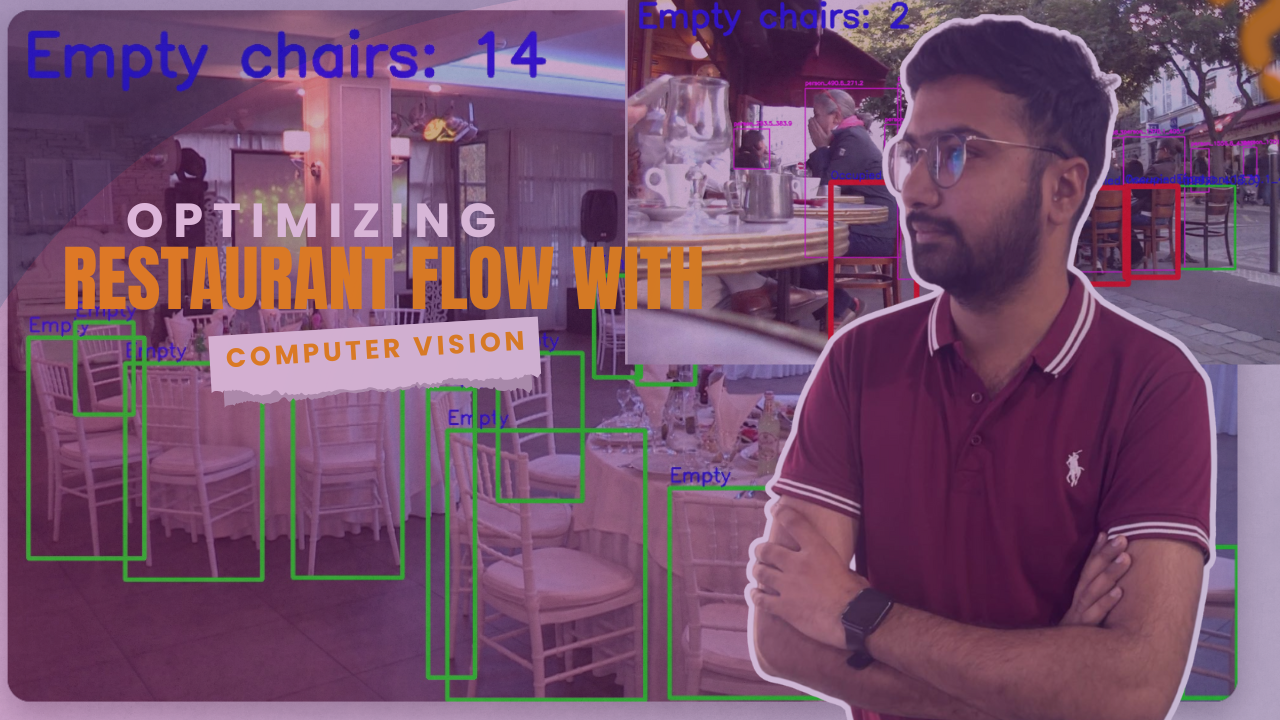 Empty chairs: 14
Empty chairs: 2
OPTIMIZING
RESTAURANT FLOW WITH
COMPUTER VISION
Empty
Empty
Empty
Empty
Empty